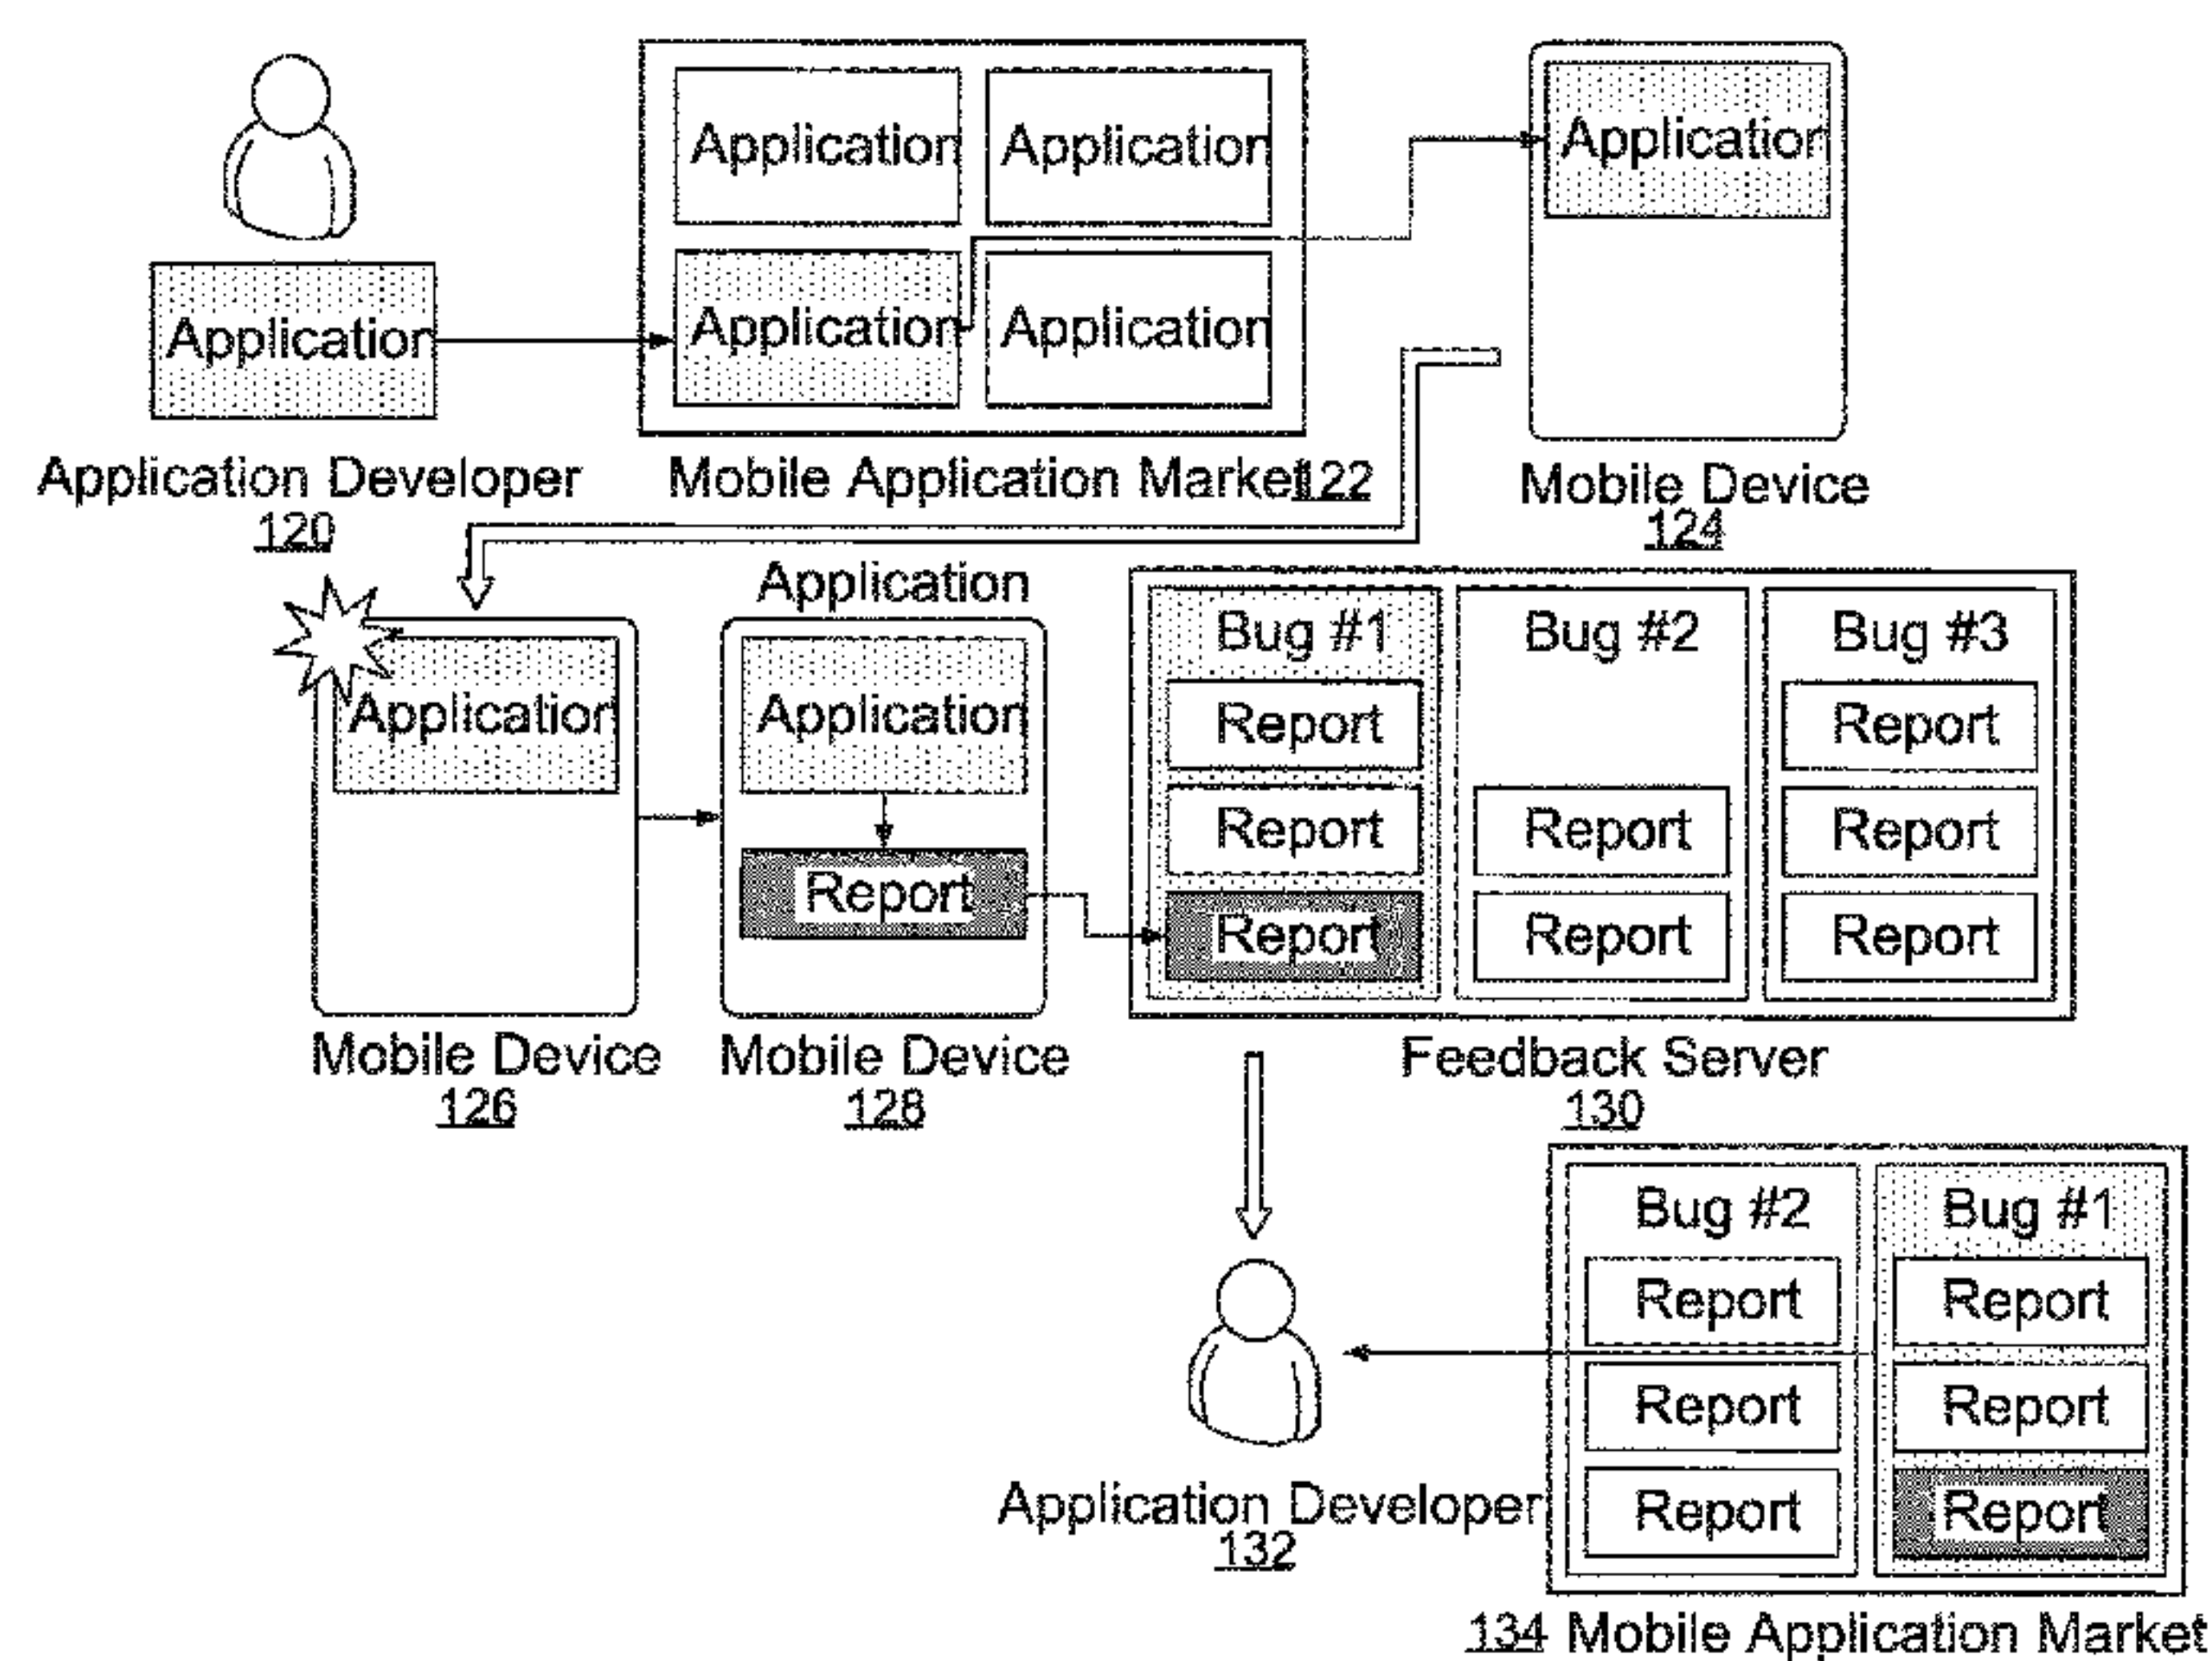 Application
Application
Application
Application
Application
Application
Application
Application Developer
120
Mobile Application Market 122
Mobile Device
124
Application
Application
Application
Report
Bug #1
Report
Report
Report
Bug #2
Report
Report
Bug #3
Report
Report
Report
Mobile Device
126
Mobile Device
128
Feedback Server
130
Bug #2
Report
Report
Report
Bug #1
Report
Report
Report
Application Developer
132
134 Mobile Application Market